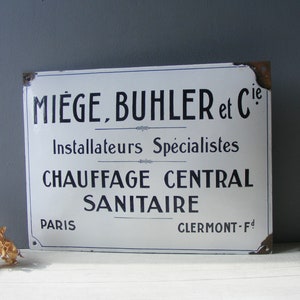 MIÈGE, BUHLER et Cie.
Installateurs Spécialistes
CHAUFFAGE CENTRAL
SANITAIRE
PARIS CLERMONT-Fd